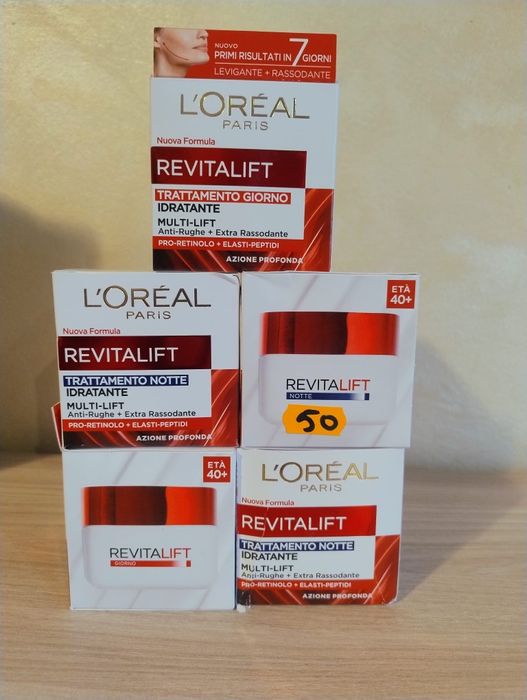 NUOVO
PRIMI RISULTATI IN 7 GIORNI
LEVIGANTE + RASSODANTE
L'ORÉAL
PARIS
Nuova Formula
REVITALIFT
TRATTAMENTO GIORNO
IDRATANTE
MULTI-LIFT
Anti-Rughe + Extra Rassodante
PRO-RETINOLO + ELASTI-PEPTIDI
AZIONE PROFONDA
L'ORÉAL
PARIS
Nuova Formula
REVITALIFT
TRATTAMENTO NOTTE
IDRATANTE
MULTI-LIFT
Anti-Rughe + Extra Rassodante
PRO-RETINOLO + ELASTI-PEPTIDI
AZIONE PROFONDA
ETÀ
40+
REVITALIFT
NOTTE
50
ETÀ
40+
REVITALIFT
GIORNO
L'ORÉAL
PARIS
Nuova Formula
REVITALIFT
TRATTAMENTO NOTTE
IDRATANTE
MULTI-LIFT
Anti-Rughe + Extra Rassodante
PRO-RETINOLO + ELASTI-PEPTIDI
AZIONE PROFONDA